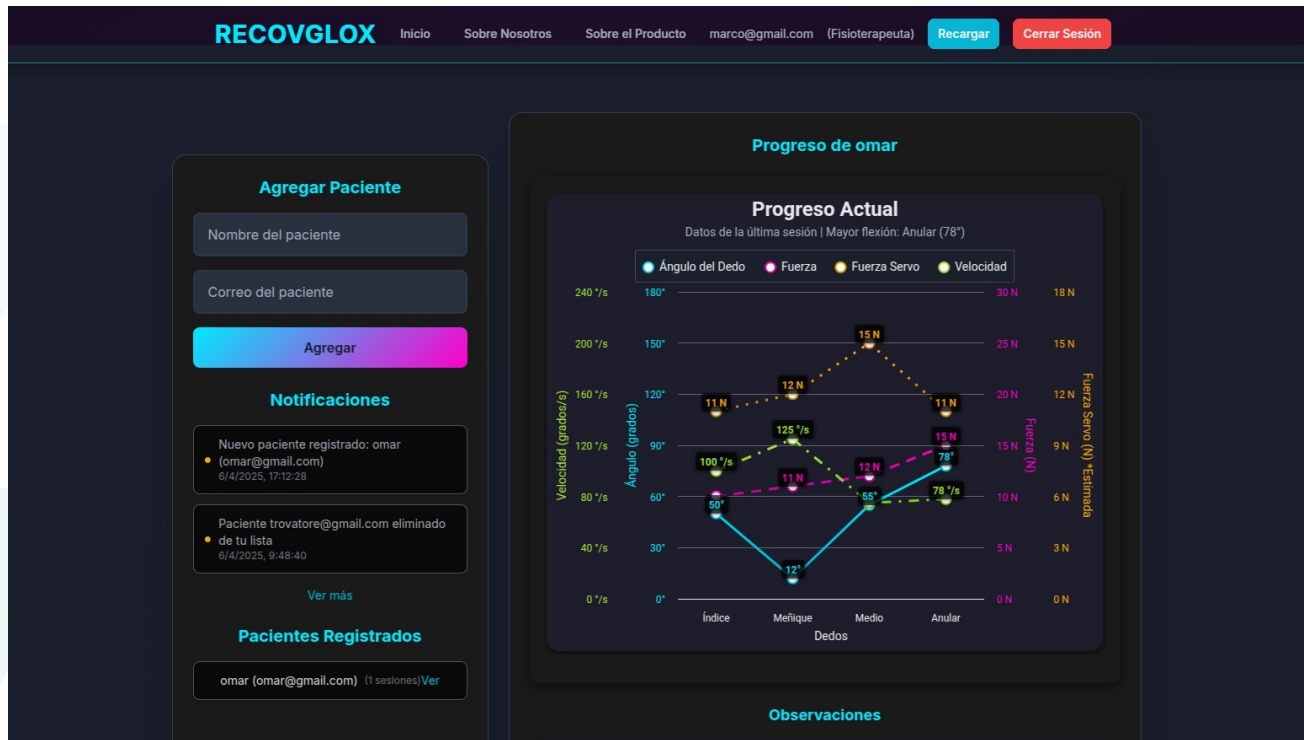 RECOVGLOX
Inicio
Sobre Nosotros
Sobre el Producto
marco@gmail.com
(Fisioterapeuta)
Recargar
Cerrar Sesión
Agregar Paciente
Nombre del paciente
Correo del paciente
Agregar
Notificaciones
Nuevo paciente registrado: omar
(omar@gmail.com)
6/4/2025, 17:12:28
Paciente trovatore@gmail.com eliminado
de tu lista
6/4/2025, 9:48:40
Ver más
Pacientes Registrados
omar (omar@gmail.com) (1 sesiones)Ver
Progreso de omar
Progreso Actual
Datos de la última sesión | Mayor flexión: Anular (78°)
Ángulo del Dedo
Fuerza
Fuerza Servo
Velocidad
240 °/s 180° 30 N 18 N
200 °/s 150° 25 N 15 N
160 °/s 120° 20 N 12 N
120 °/s 90° 15 N 9 N
80 °/s 60° 10 N 6 N
40 °/s 30° 5 N 3 N
0 °/s 0° 0 N 0 N
Velocidad (grados/s)
Ángulo (grados)
Fuerza (N)
Fuerza Servo (N) *Estimada
15 N
12 N
11 N
11 N
125 °/s
15 N
100 °/s
12 N
78°
11 N
78 °/s
50°
55°
12°
Índice
Meñique
Medio
Anular
Dedos
Observaciones